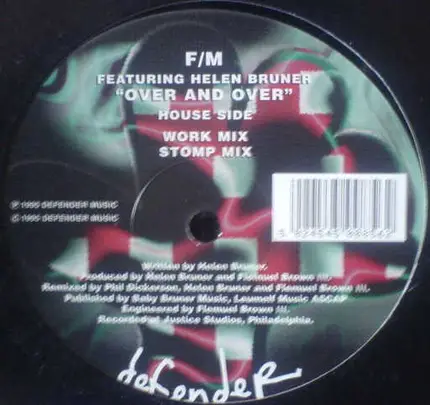 F/M
FEATURING HELEN BRUNER
"OVER AND OVER"
HOUSE SIDE
WORK MIX
STOMP MIX
℗ 1995 DEFENDER MUSIC
© 1995 DEFENDER MUSIC
Written by Helen Bruner.
Produced by Helen Bruner and Flemuel Brown III.
Remixed by Phil Dickerson, Helen Bruner and Flemuel Brown III.
Published by Baby Bruner Music, Leumell Music ASCAP
Engineered by Flemuel Brown III.
Recorded at Justice Studios, Philadelphia.
defender